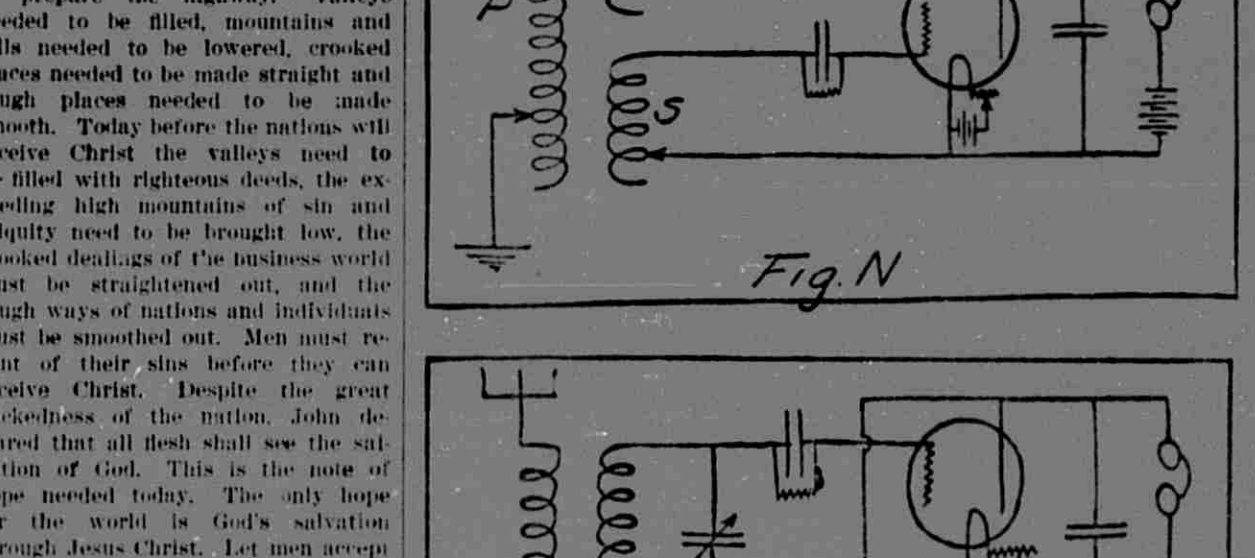 prepare the highway. Valleys
eded to be filled, mountains and
lls needed to be lowered, crooked
aces needed to be made straight and
ugh places needed to be made
nooth. Today before the nations will
ceive Christ the valleys need to
filled with righteous deeds, the ex-
eding high mountains of sin and
iquity need to be brought low, the
ooked dealings of the business world
ust be straightened out, and the
ugh ways of nations and individuals
ust be smoothed out. Men must re-
nt of their sins before they can
ceive Christ. Despite the great
ckedness of the nation, John de-
ared that all flesh shall see the sal-
tion of God. This is the note of
ope needed today. The only hope
r the world is God's salvation
rough Jesus Christ. Let men accept
P
S
Fig. N